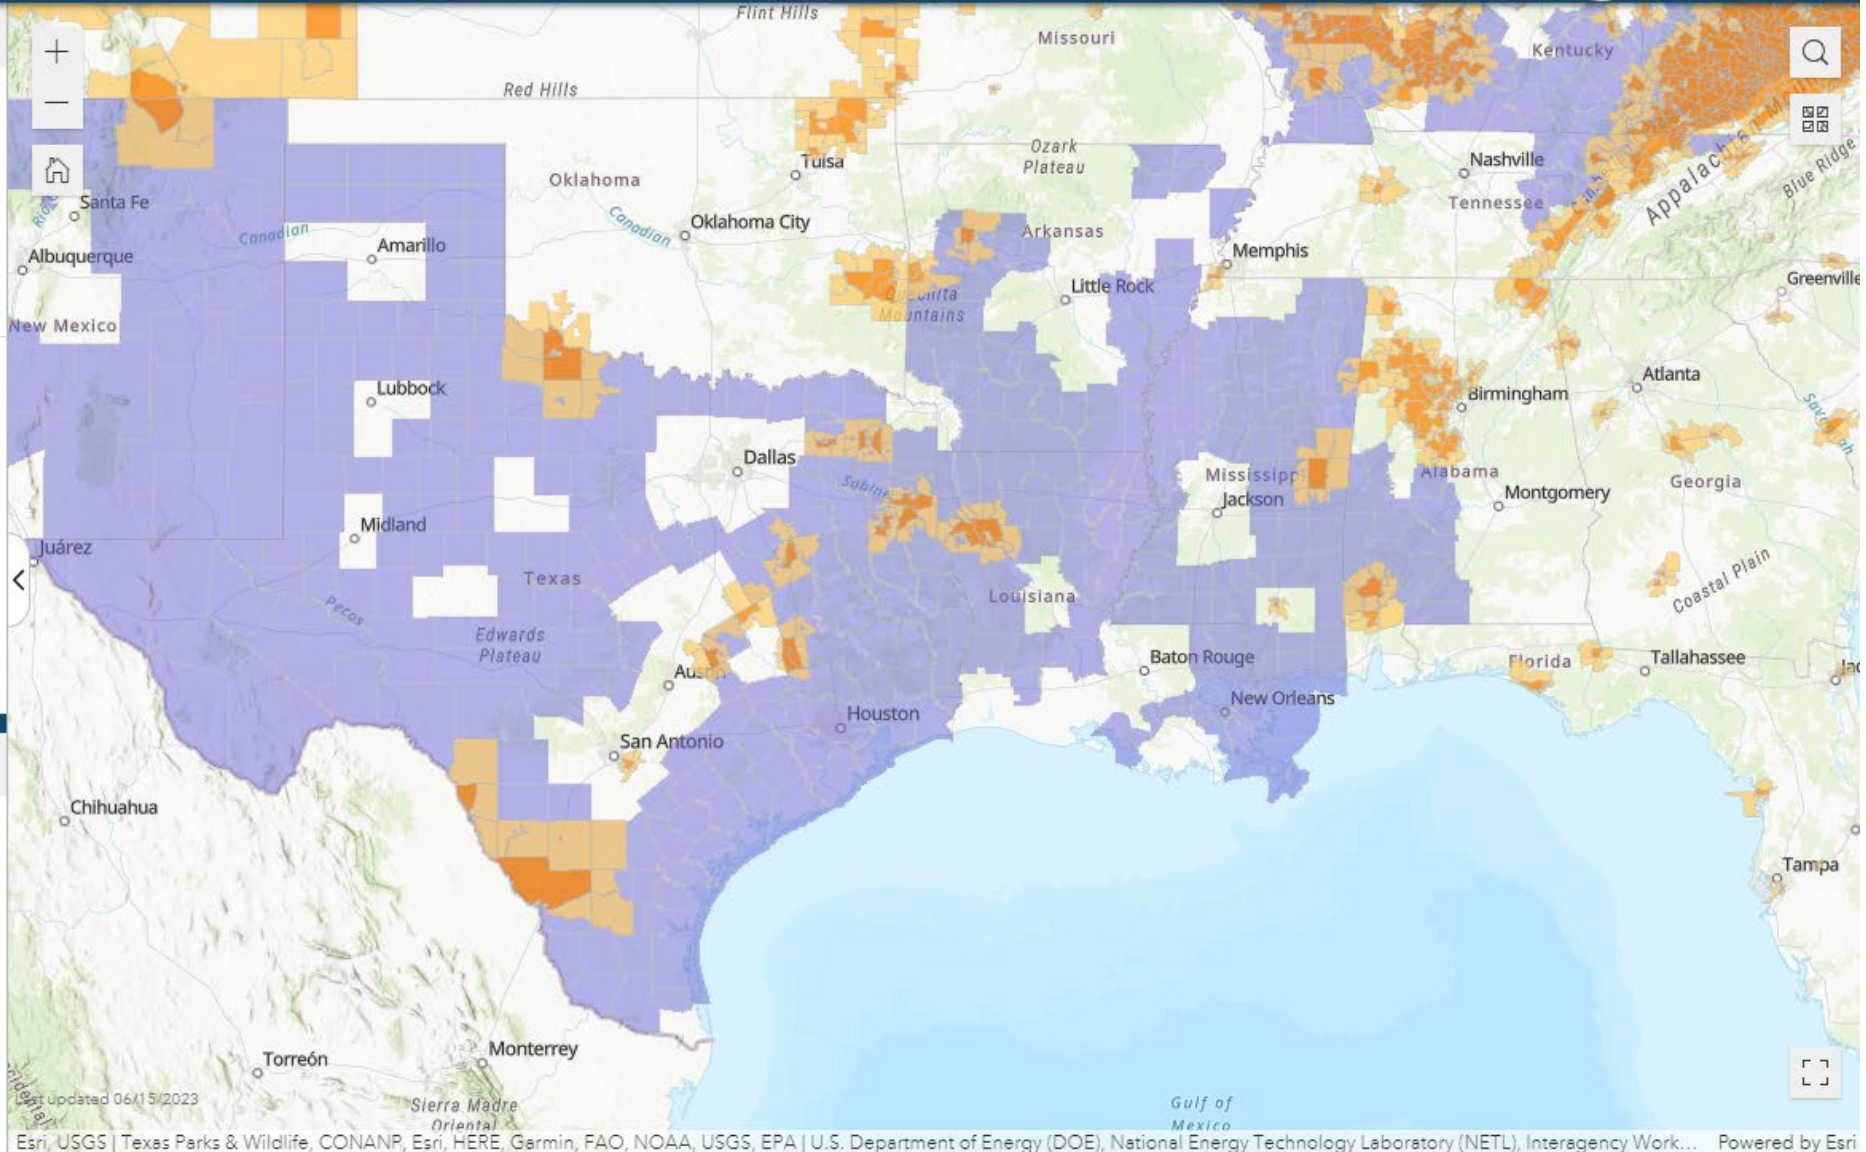 Flint Hills
Missouri
Kentucky
Red Hills
Ozark
Plateau
Tulsa
Nashville
Oklahoma
Tennessee
Appalachian
Blue Ridge
Santa Fe
Canadian
Canadian
Oklahoma City
Arkansas
Amarillo
Memphis
Albuquerque
Greenville
Little Rock
Ouachita
Mountains
New Mexico
Lubbock
Atlanta
Birmingham
Dallas
Sabine
Mississippi
Alabama
Georgia
Jackson
Montgomery
Midland
Juárez
Texas
Louisiana
Coastal Plain
Pecos
Edwards
Plateau
Austin
Baton Rouge
Florida
Tallahassee
New Orleans
Houston
San Antonio
Chihuahua
Tampa
Monterrey
Torreón
Last updated 06/15/2023
Sierra Madre
Oriental
Gulf of
Mexico
Esri, USGS | Texas Parks & Wildlife, CONANP, Esri, HERE, Garmin, FAO, NOAA, USGS, EPA | U.S. Department of Energy (DOE), National Energy Technology Laboratory (NETL), Interagency Work... Powered by Esri